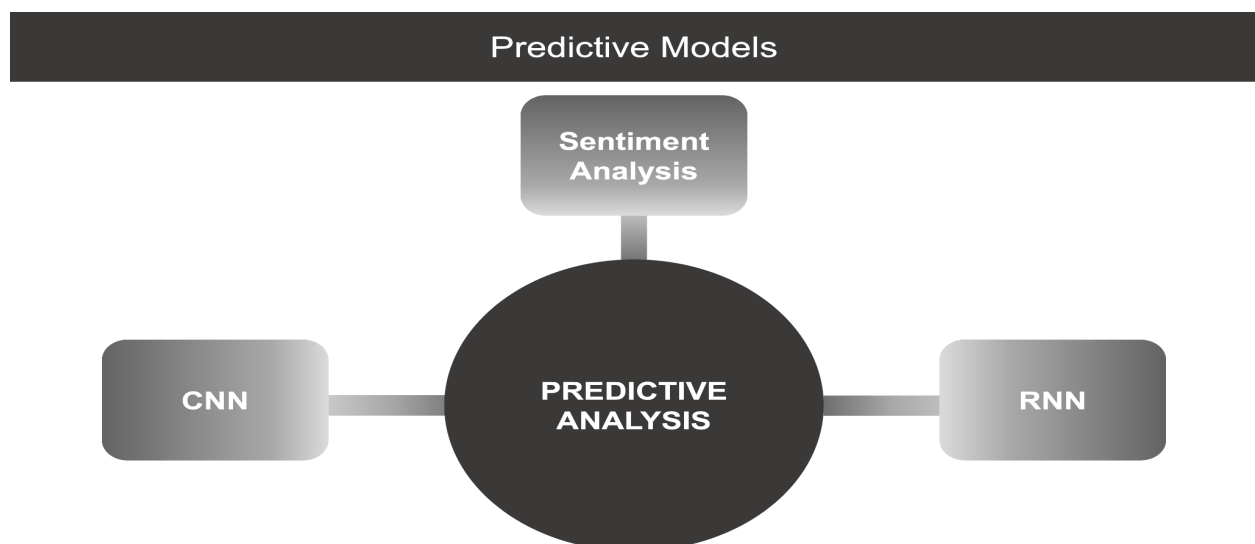 Predictive Models
Sentiment
Analysis
CNN
PREDICTIVE
ANALYSIS
RNN